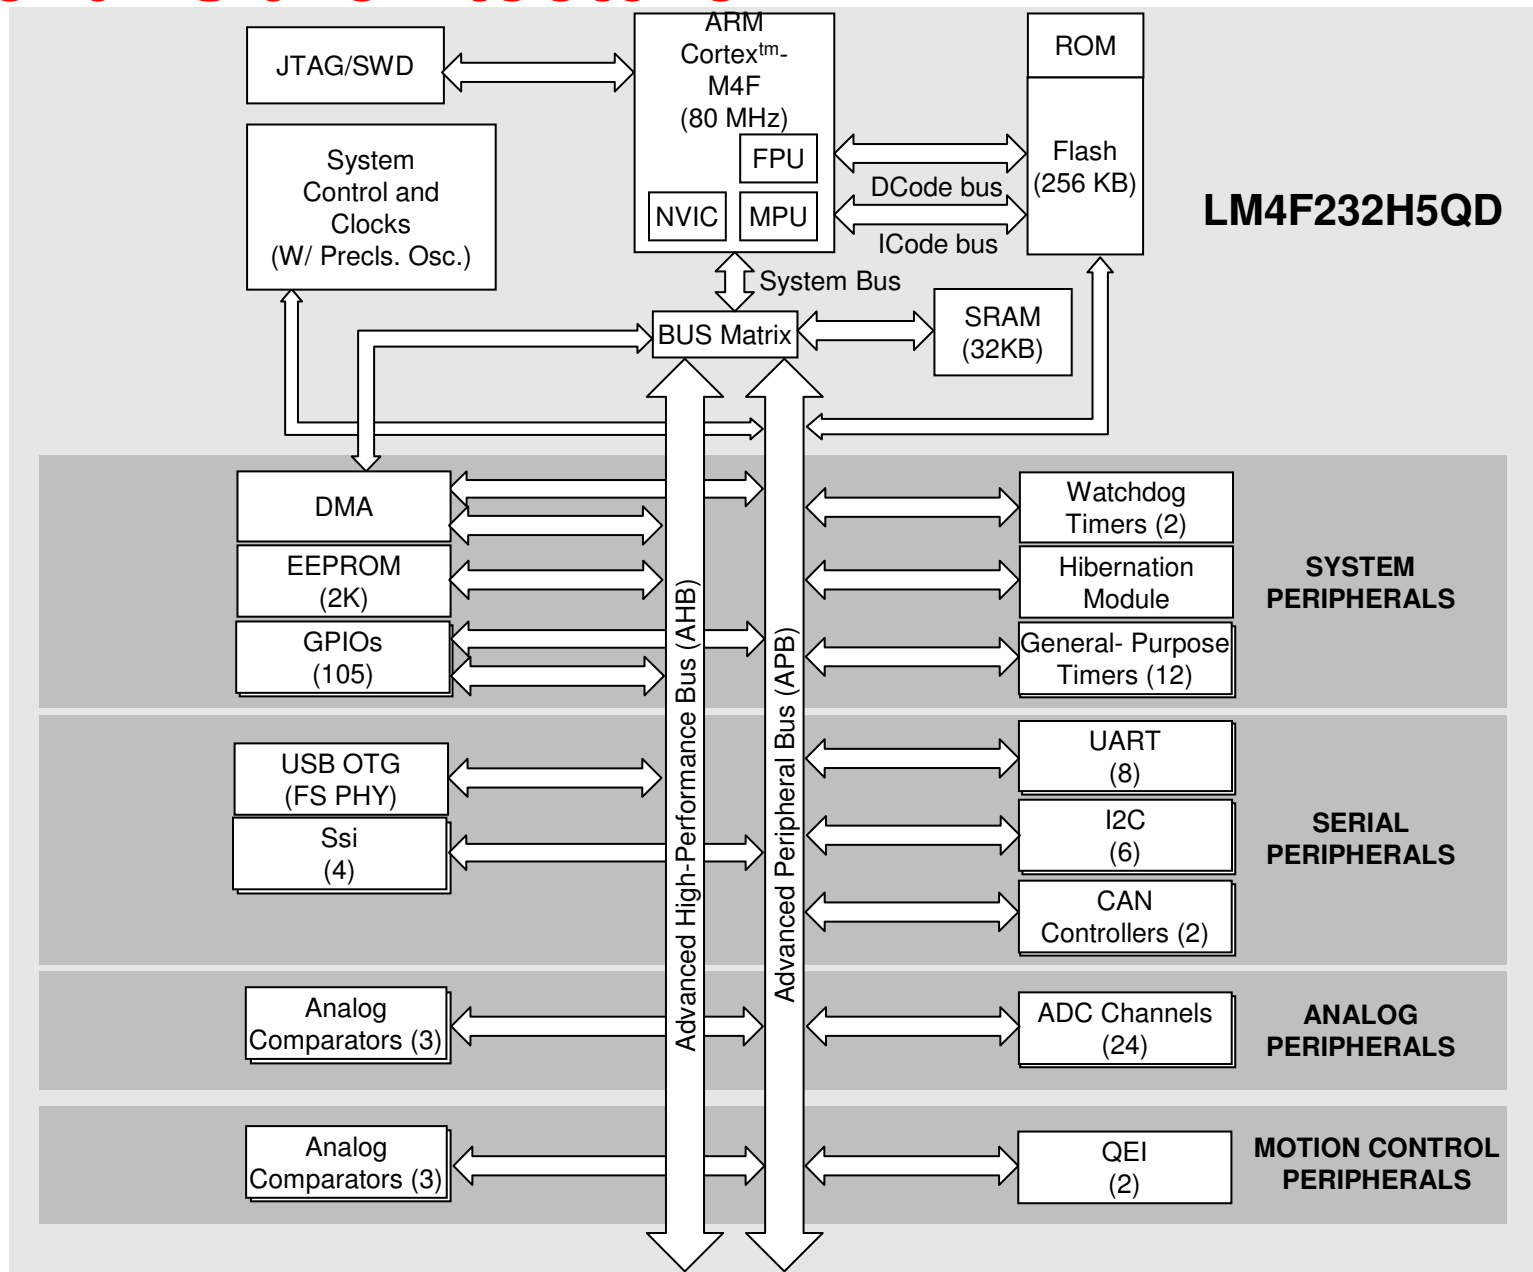 JTAG/SWD
ARM
Cortex™-
M4F
(80 MHz)
FPU
NVIC
MPU
ROM
Flash
(256 KB)
DCode bus
ICode bus
LM4F232H5QD
System
Control and
Clocks
(W/ Precls. Osc.)
System Bus
BUS Matrix
SRAM
(32KB)
DMA
EEPROM
(2K)
GPIOs
(105)
Watchdog
Timers (2)
Hibernation
Module
General- Purpose
Timers (12)
SYSTEM
PERIPHERALS
Advanced High-Performance Bus (AHB)
Advanced Peripheral Bus (APB)
USB OTG
(FS PHY)
Ssi
(4)
UART
(8)
I2C
(6)
CAN
Controllers (2)
SERIAL
PERIPHERALS
Analog
Comparators (3)
ADC Channels
(24)
ANALOG
PERIPHERALS
Analog
Comparators (3)
QEI
(2)
MOTION CONTROL
PERIPHERALS